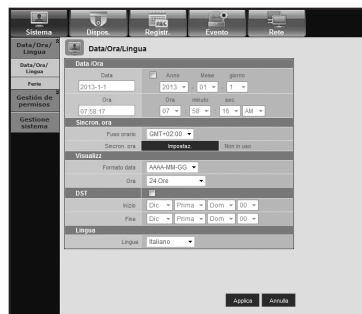 Sistema
Dispos.
Registr.
Evento
Rete
Data/Ora/
Lingua
Data/Ora/Lingua
Data/Ora/
Lingua
Ferie
Gestión de
permisos
Gestione
sistema
Data /Ora
Data
Anno Mese giorno
2013-1-1
2013 - 01 - 1
Ora
Ora minuto sec.
07:58:17
07 : 58 : 16 AM
Sincron. ora
Fuso orario GMT+02:00
Sincron. ora Impostaz. Non in uso
Visualizz
Formato data AAAA-MM-GG
Ora 24 Ore
DST
Inizio Dic Prima Dom 00
Fine Dic Prima Dom 00
Lingua
Lingua Italiano
Applica Annulla